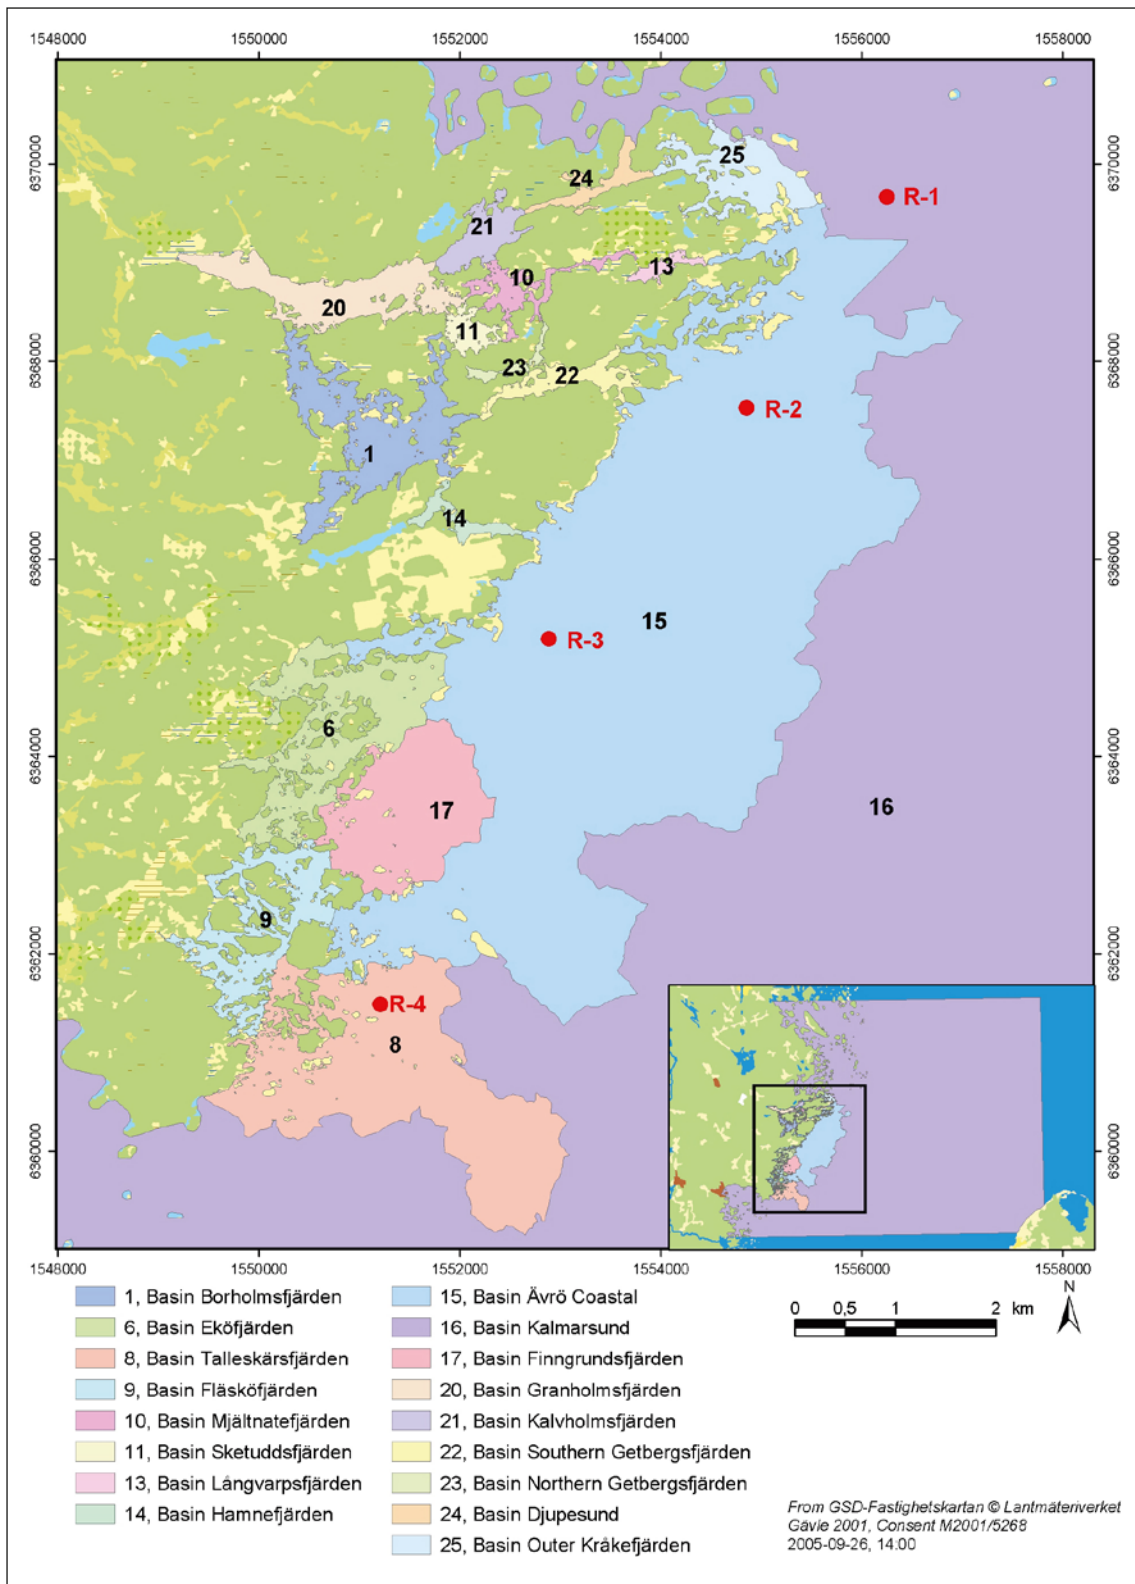 1548000 1550000 1552000 1554000 1556000 1558000
6370000 6370000
25
24
R-1
21
13
10
20
11
6368000 6368000
23
22
R-2
1
14
6366000 6366000
15
R-3
6
6364000 6364000
17
16
9
6362000 6362000
R-4
8
6360000 6360000
1548000 1550000 1552000 1554000 1556000 1558000
1, Basin Borholmsfjärden
6, Basin Eköfjärden
8, Basin Talleskärsfjärden
9, Basin Fläsköfjärden
10, Basin Mjältnatefjärden
11, Basin Sketuddsfjärden
13, Basin Långvarpsfjärden
14, Basin Hamnefjärden
15, Basin Ävrö Coastal
16, Basin Kalmarsund
17, Basin Finngrundsfjärden
20, Basin Granholmsfjärden
21, Basin Kalvholmsfjärden
22, Basin Southern Getbergsfjärden
23, Basin Northern Getbergsfjärden
24, Basin Djupesund
25, Basin Outer Kråkefjärden
0 0,5 1 2 km
N
From GSD-Fastighetskartan © Lantmäteriverket
Gävle 2001, Consent M2001/5268
2005-09-26, 14:00